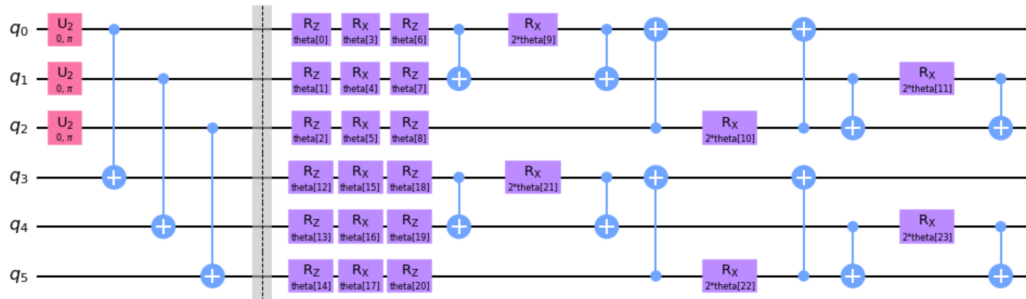 q0 U2 RZ RX RZ RX
0, π theta[0] theta[3] theta[6] 2*theta[9]
q1 U2 RZ RX RZ RX
0, π theta[1] theta[4] theta[7] 2*theta[11]
q2 U2 RZ RX RZ RX
0, π theta[2] theta[5] theta[8] 2*theta[10]
q3 RZ RX RZ RX
theta[12] theta[15] theta[18] 2*theta[21]
q4 RZ RX RZ RX
theta[13] theta[16] theta[19] 2*theta[23]
q5 RZ RX RZ RX
theta[14] theta[17] theta[20] 2*theta[22]